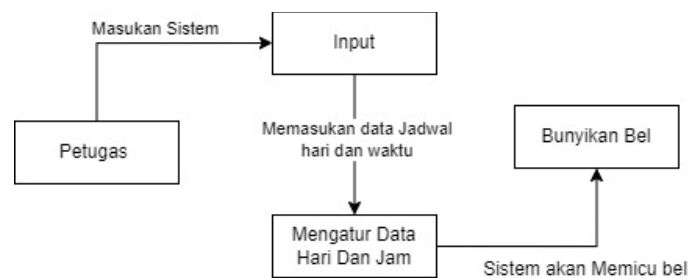 Masukan Sistem
Input
Petugas
Memasukan data Jadwal
hari dan waktu
Bunyikan Bel
Mengatur Data
Hari Dan Jam
Sistem akan Memicu bel